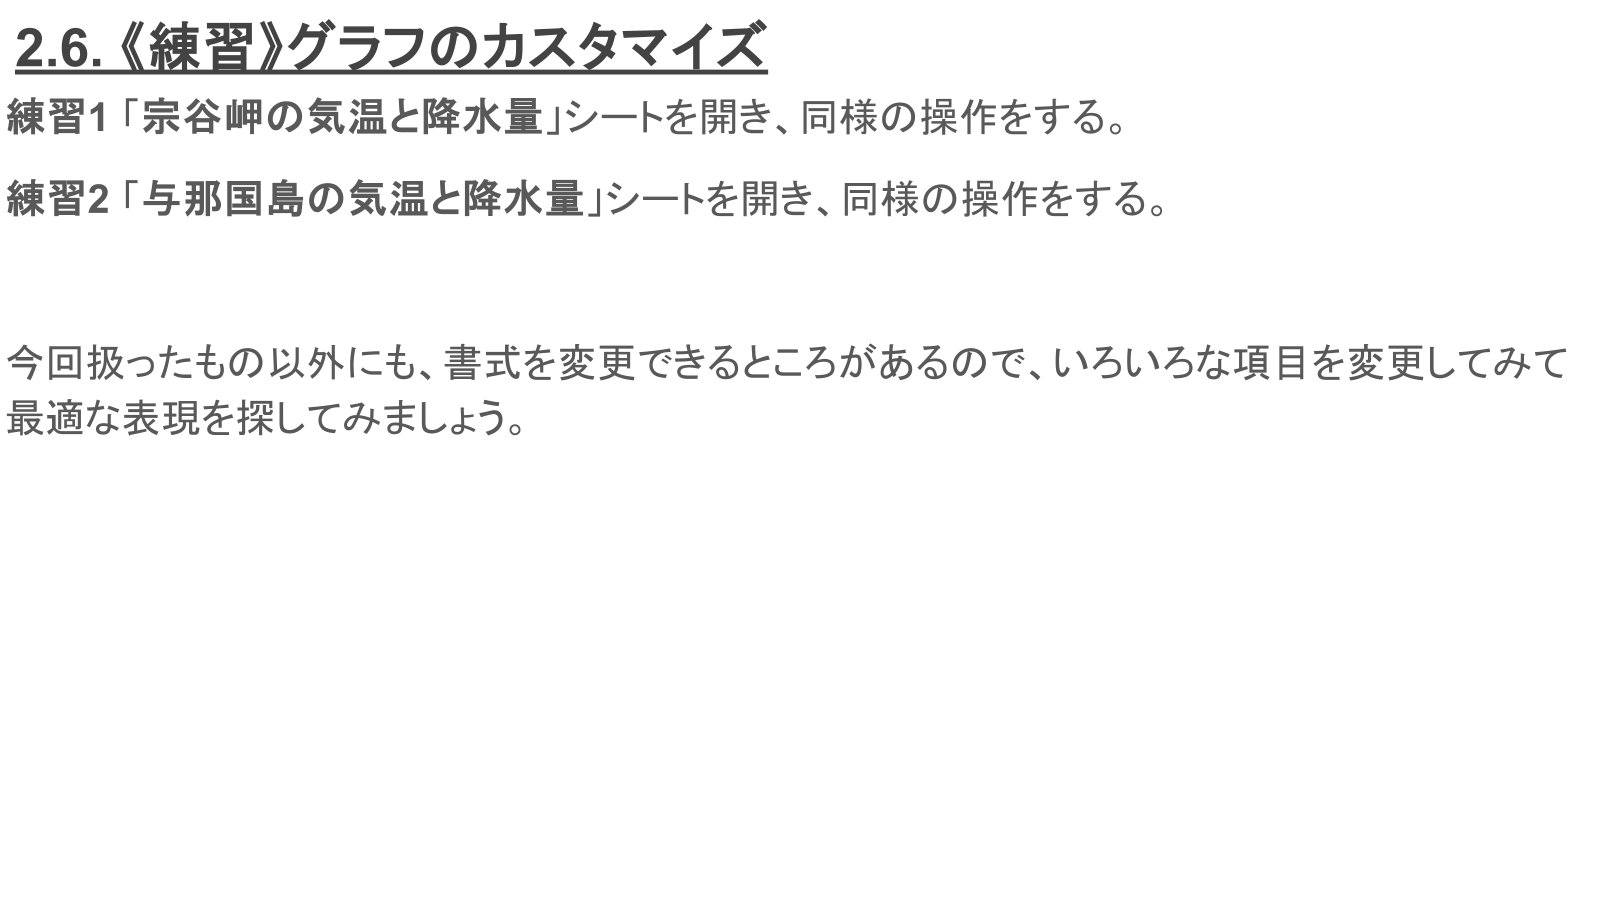 2.6.《練習》グラフのカスタマイズ
練習1「宗谷岬の気温と降水量」シートを開き、同様の操作をする。
練習2「与那国島の気温と降水量」シートを開き、同様の操作をする。
今回扱ったもの以外にも、書式を変更できるところがあるので、いろいろな項目を変更してみて
最適な表現を探してみましょう。